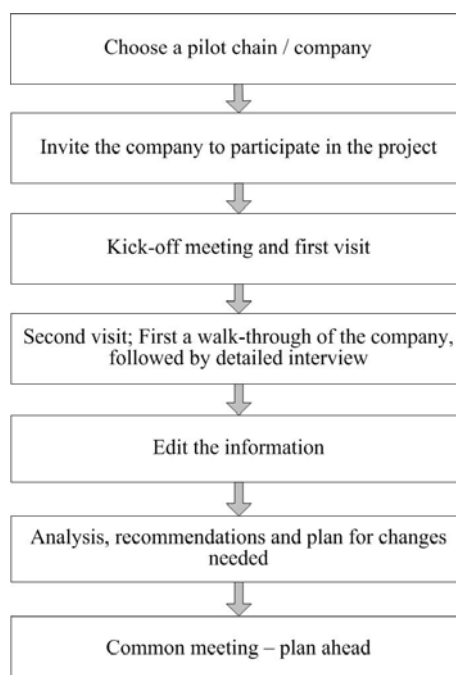 Choose a pilot chain / company
Invite the company to participate in the project
Kick-off meeting and first visit
Second visit; First a walk-through of the company,
followed by detailed interview
Edit the information
Analysis, recommendations and plan for changes
needed
Common meeting – plan ahead